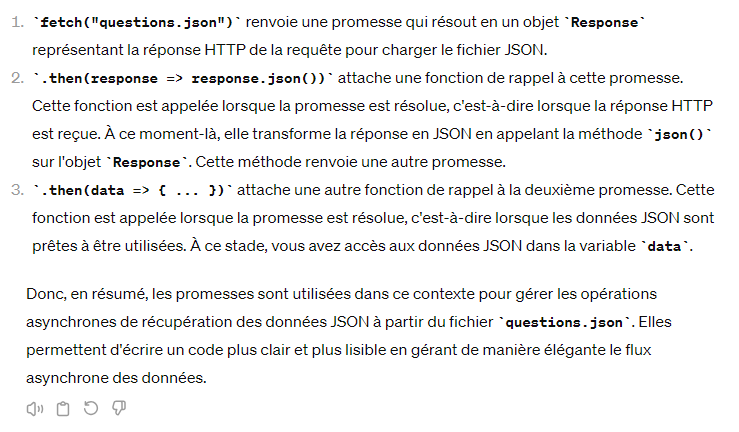 1. `fetch("questions.json")` renvoie une promesse qui résout en un objet `Response`
représentant la réponse HTTP de la requête pour charger le fichier JSON.
2. `.then(response => response.json())` attache une fonction de rappel à cette promesse.
Cette fonction est appelée lorsque la promesse est résolue, c'est-à-dire lorsque la réponse HTTP
est reçue. À ce moment-là, elle transforme la réponse en JSON en appelant la méthode `json()`
sur l'objet `Response`. Cette méthode renvoie une autre promesse.
3. `.then(data => { ... })` attache une autre fonction de rappel à la deuxième promesse. Cette
fonction est appelée lorsque la promesse est résolue, c'est-à-dire lorsque les données JSON sont
prêtes à être utilisées. À ce stade, vous avez accès aux données JSON dans la variable `data`.
Donc, en résumé, les promesses sont utilisées dans ce contexte pour gérer les opérations
asynchrones de récupération des données JSON à partir du fichier `questions.json`. Elles
permettent d'écrire un code plus clair et plus lisible en gérant de manière élégante le flux
asynchrone des données.